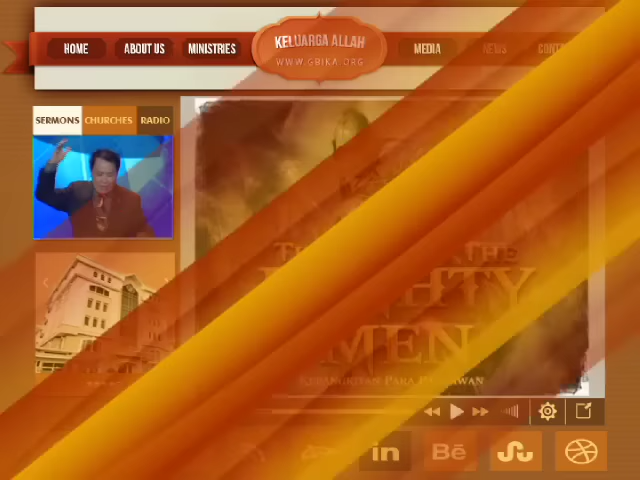 HOME
ABOUT US
MINISTRIES
KELUARGA ALLAH
WWW.GBIKA.ORG
MEDIA
NEWS
SERMONS
CHURCHES
RADIO
THE
MIGHTY
MEN
KEBANGKITAN PARA PAHLAWAN
in
Bē